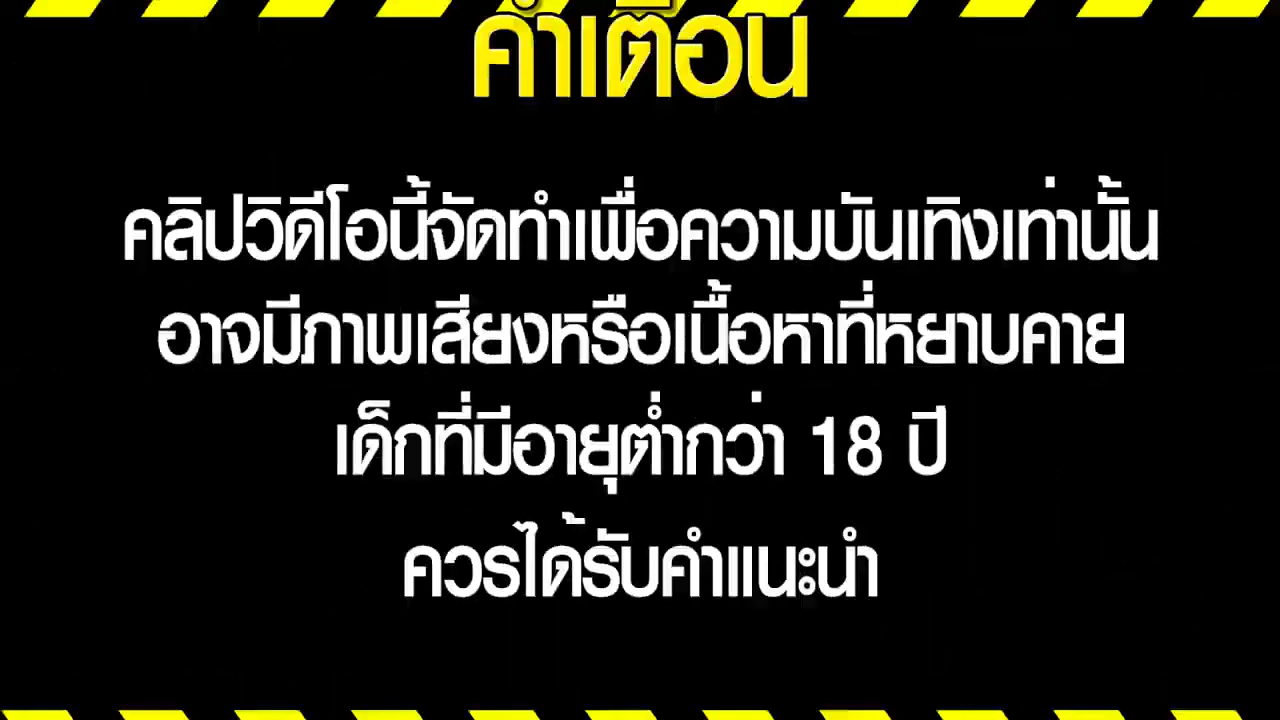 คำเตือน
คลิปวิดีโอนี้จัดทำเพื่อความบันเทิงเท่านั้น
อาจมีภาพเสียงหรือเนื้อหาที่หยาบคาย
เด็กที่มีอายุต่ำกว่า 18 ปี
ควรได้รับคำแนะนำ